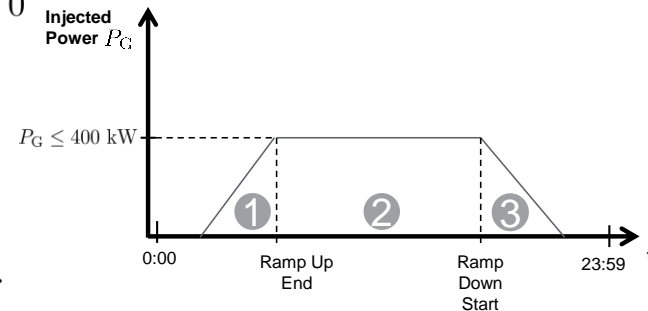 0
Injected
Power P_G
P_G ≤ 400 kW
1 2 3
0:00 Ramp Up End Ramp Down Start 23:59
.